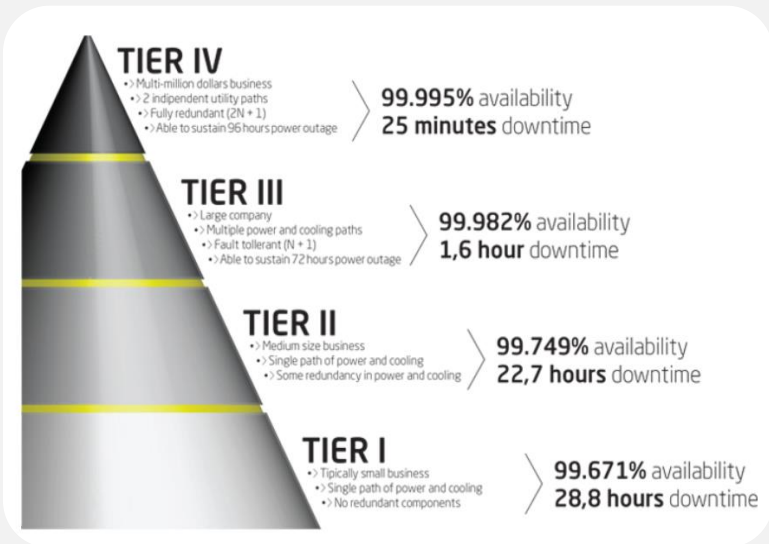 TIER IV
•> Multi-million dollars business
•> 2 indipendent utility paths
•> Fully redundant (2N + 1)
•> Able to sustain 96 hours power outage
99.995% availability
25 minutes downtime
TIER III
•> Large company
•> Multiple power and cooling paths
•> Fault tollerant (N + 1)
•> Able to sustain 72 hours power outage
99.982% availability
1,6 hour downtime
TIER II
•> Medium size business
•> Single path of power and cooling
•> Some redundancy in power and cooling
99.749% availability
22,7 hours downtime
TIER I
•> Tipically small business
•> Single path of power and cooling
•> No redundant components
99.671% availability
28,8 hours downtime